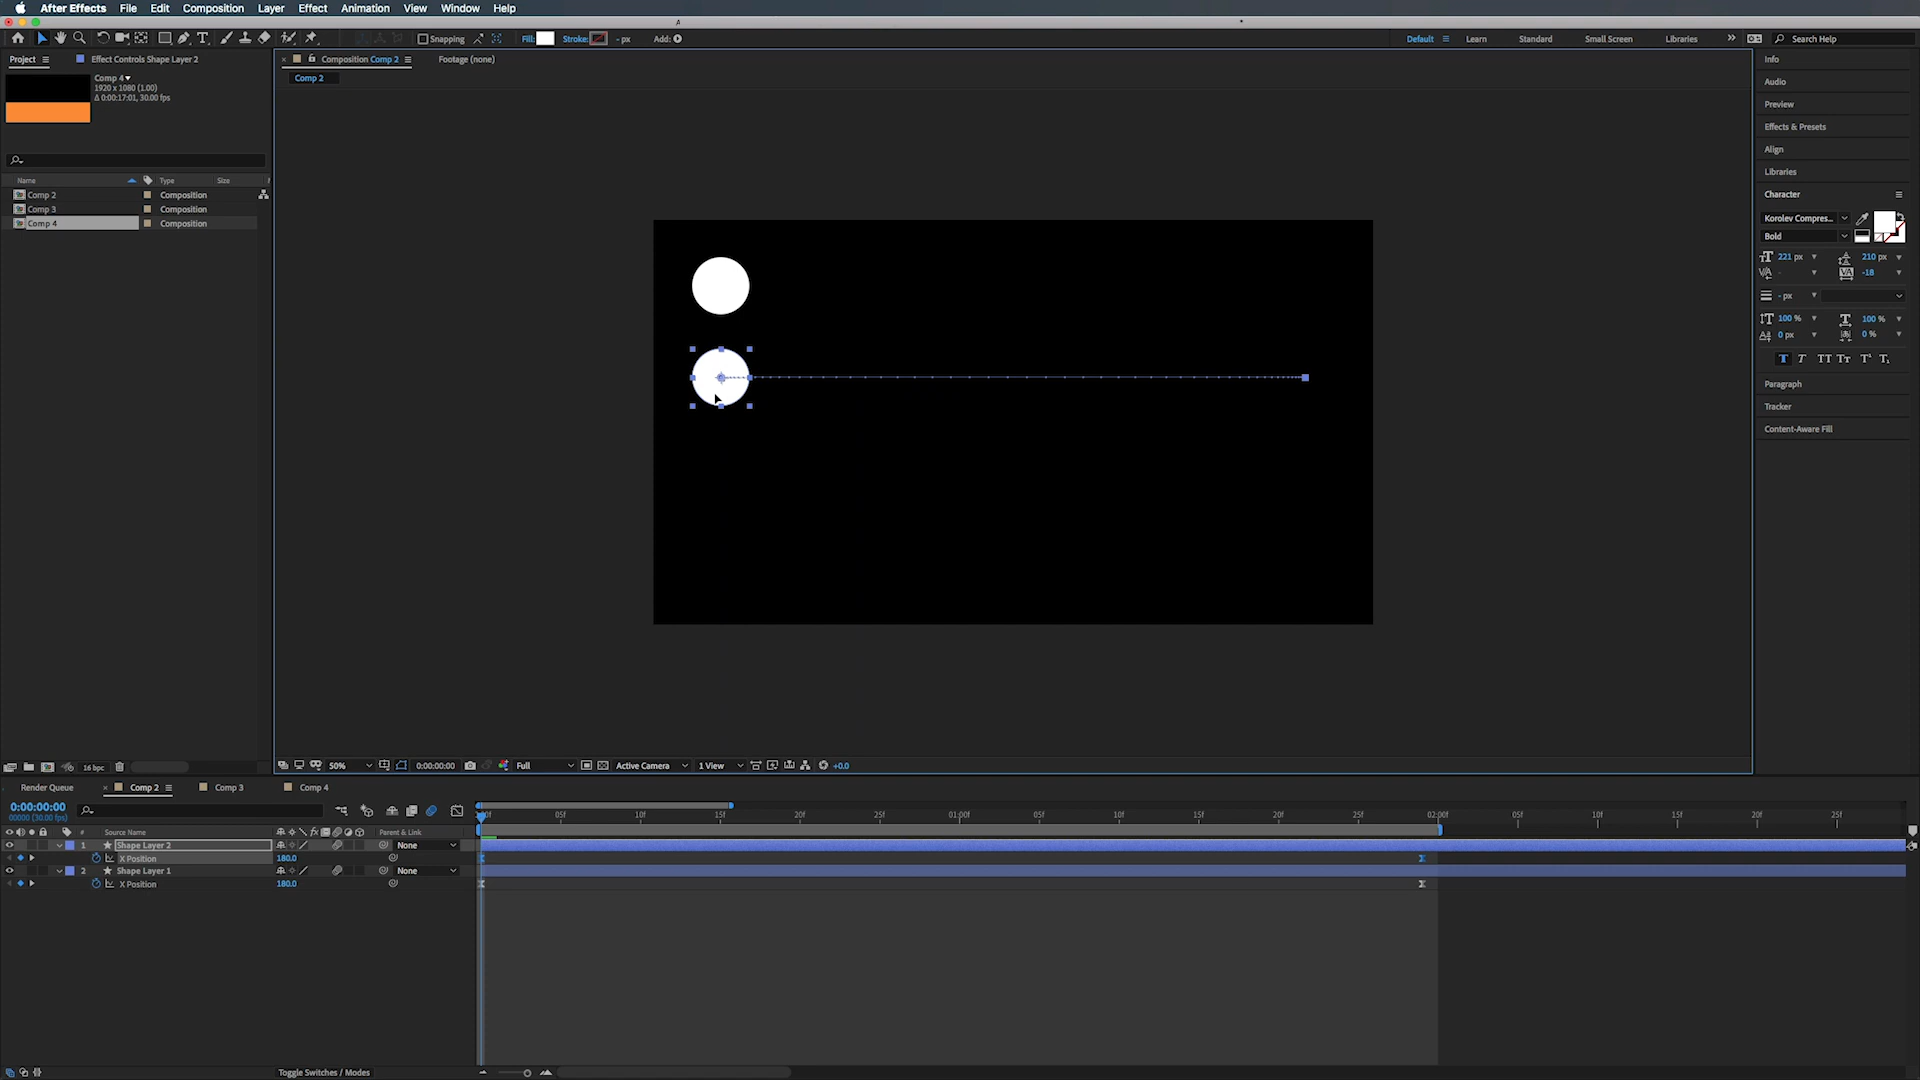 After Effects File Edit Composition Layer Effect Animation View Window Help
Snapping Fill: Stroke: - px Add: Default Learn Standard Small Screen Libraries Search Help
Project Effect Controls Shape Layer 2
Comp 4
1920 x 1080 (1.00)
Δ 0:00:17:01, 30.00 fps
Name Type Size
Comp 2 Composition
Comp 3 Composition
Comp 4 Composition
16 bpc
Composition Comp 2 Footage (none)
Comp 2
50% 0:00:00:00 Full Active Camera 1 View +0.0
Info
Audio
Preview
Effects & Presets
Align
Libraries
Character
Korolev Compres...
Bold
221 px 210 px
-18
- px
100 % 100 %
0 px 0 %
T T TT Tr
Paragraph
Tracker
Content-Aware Fill
Render Queue Comp 2 Comp 3 Comp 4
0:00:00:00
00000 (30.00 fps)
05f 10f 15f 20f 25f 01:00f 05f 10f 15f 20f 25f 02:00f 05f 10f 15f 20f 25f
# Source Name Parent & Link
1 Shape Layer 2 None
X Position 180.0
2 Shape Layer 1 None
X Position 180.0
Toggle Switches / Modes